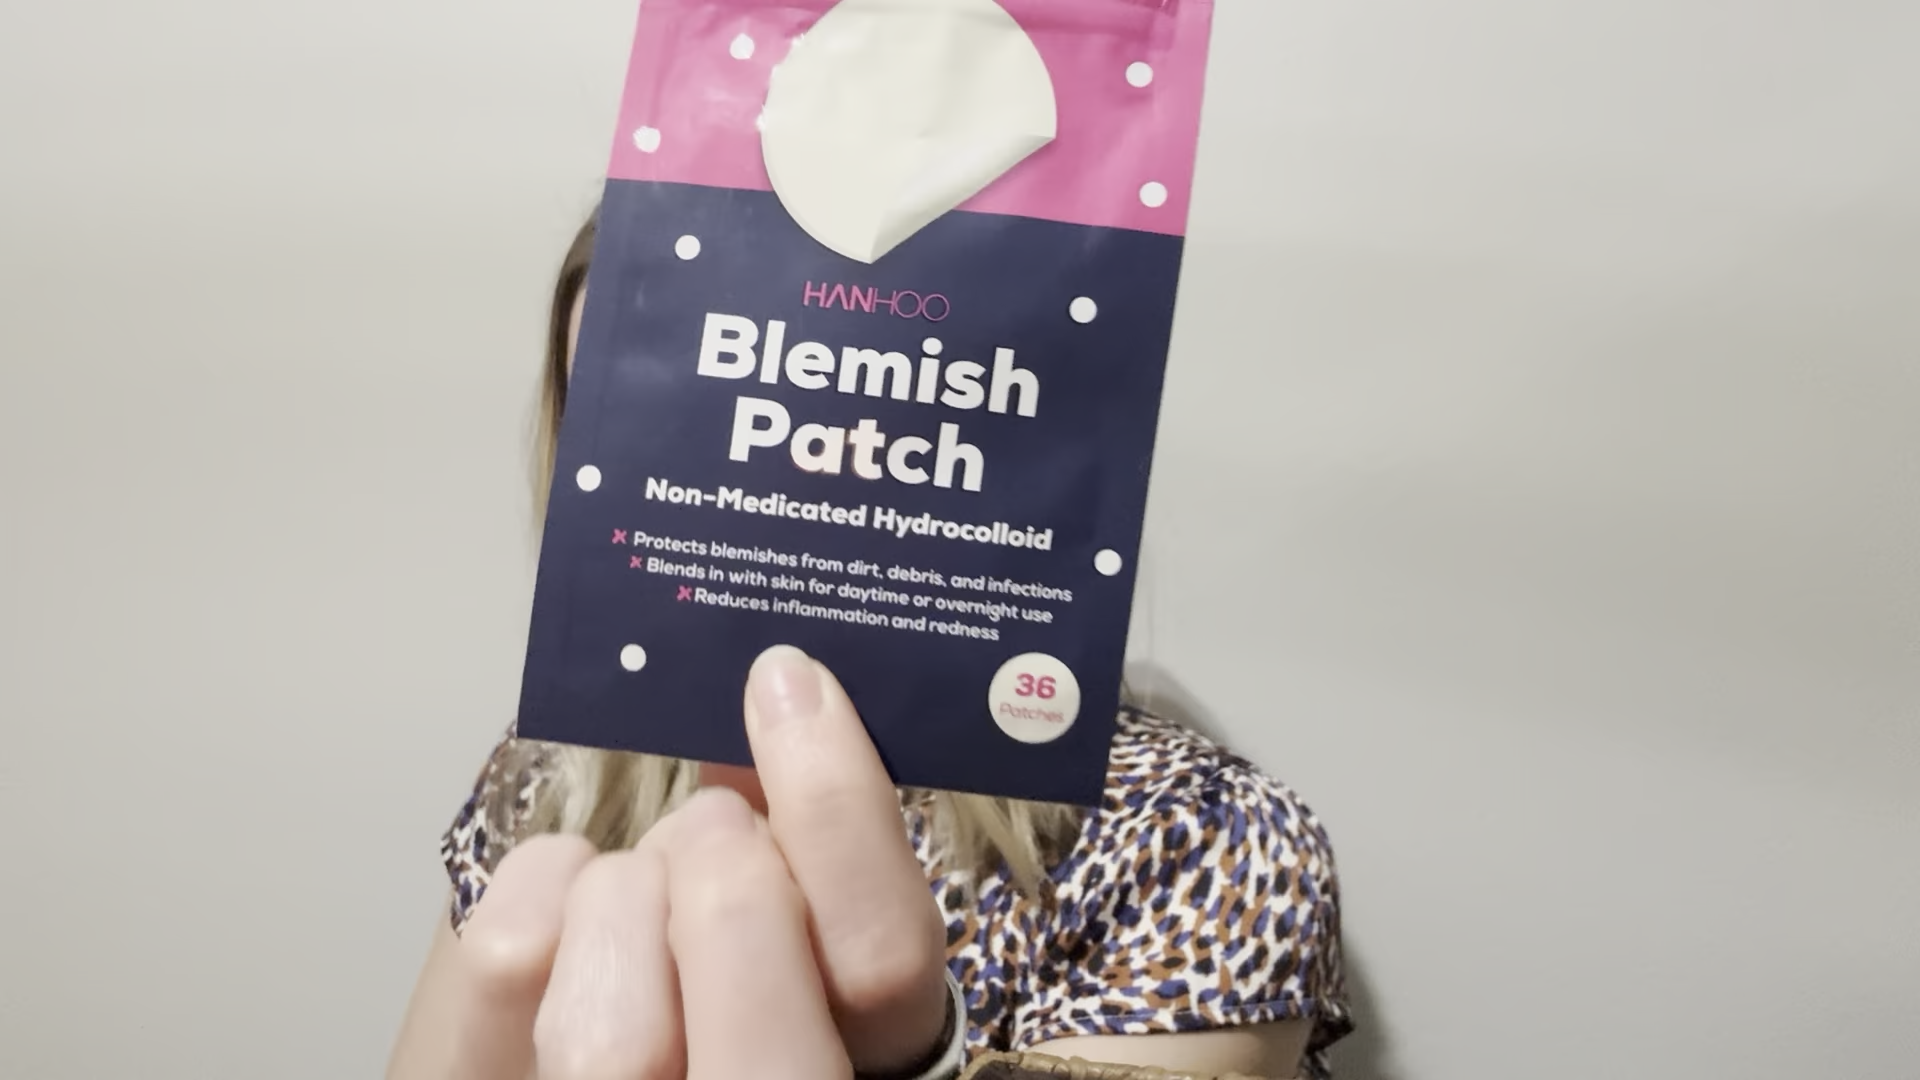 HANHOO
Blemish
Patch
Non-Medicated Hydrocolloid
Protects blemishes from dirt, debris, and infections
Blends in with skin for daytime or overnight use
Reduces inflammation and redness
36
Patches